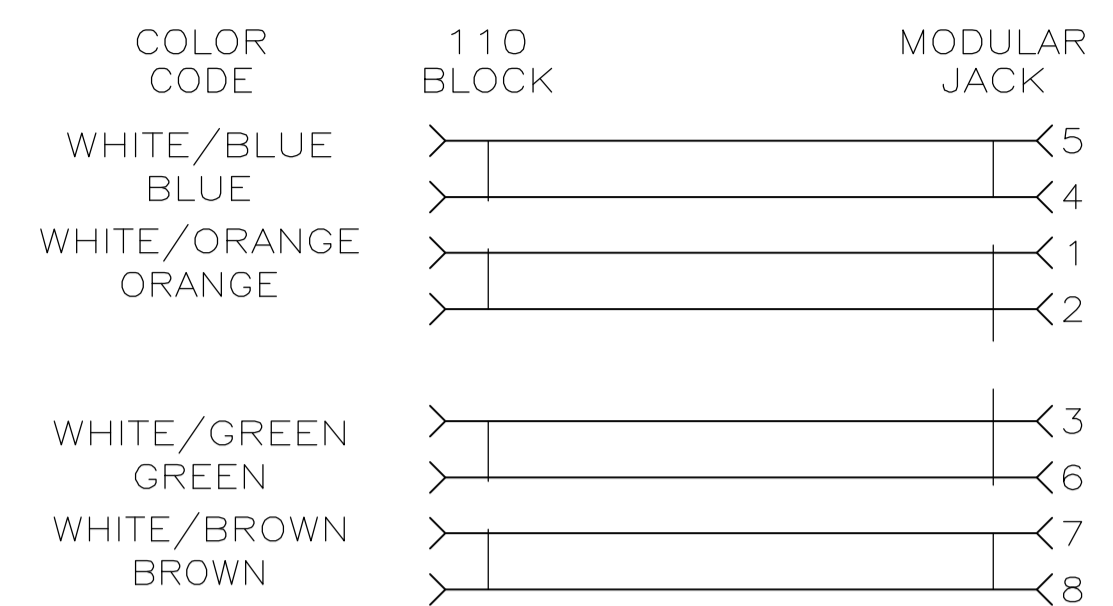 COLOR CODE
110 BLOCK
MODULAR JACK
WHITE/BLUE 5
BLUE 4
WHITE/ORANGE 1
ORANGE 2
WHITE/GREEN 3
GREEN 6
WHITE/BROWN 7
BROWN 8